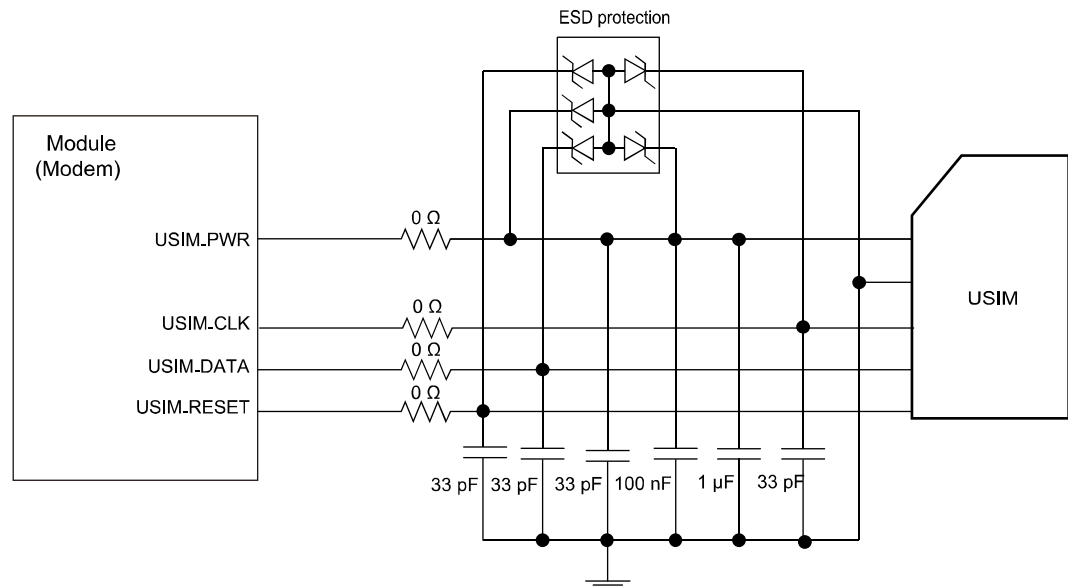 ESD protection
Module
(Modem)
0 Ω
USIM_PWR
USIM
0 Ω
USIM_CLK
0 Ω
USIM_DATA
0 Ω
USIM_RESET
33 pF 33 pF 33 pF 100 nF 1 µF 33 pF